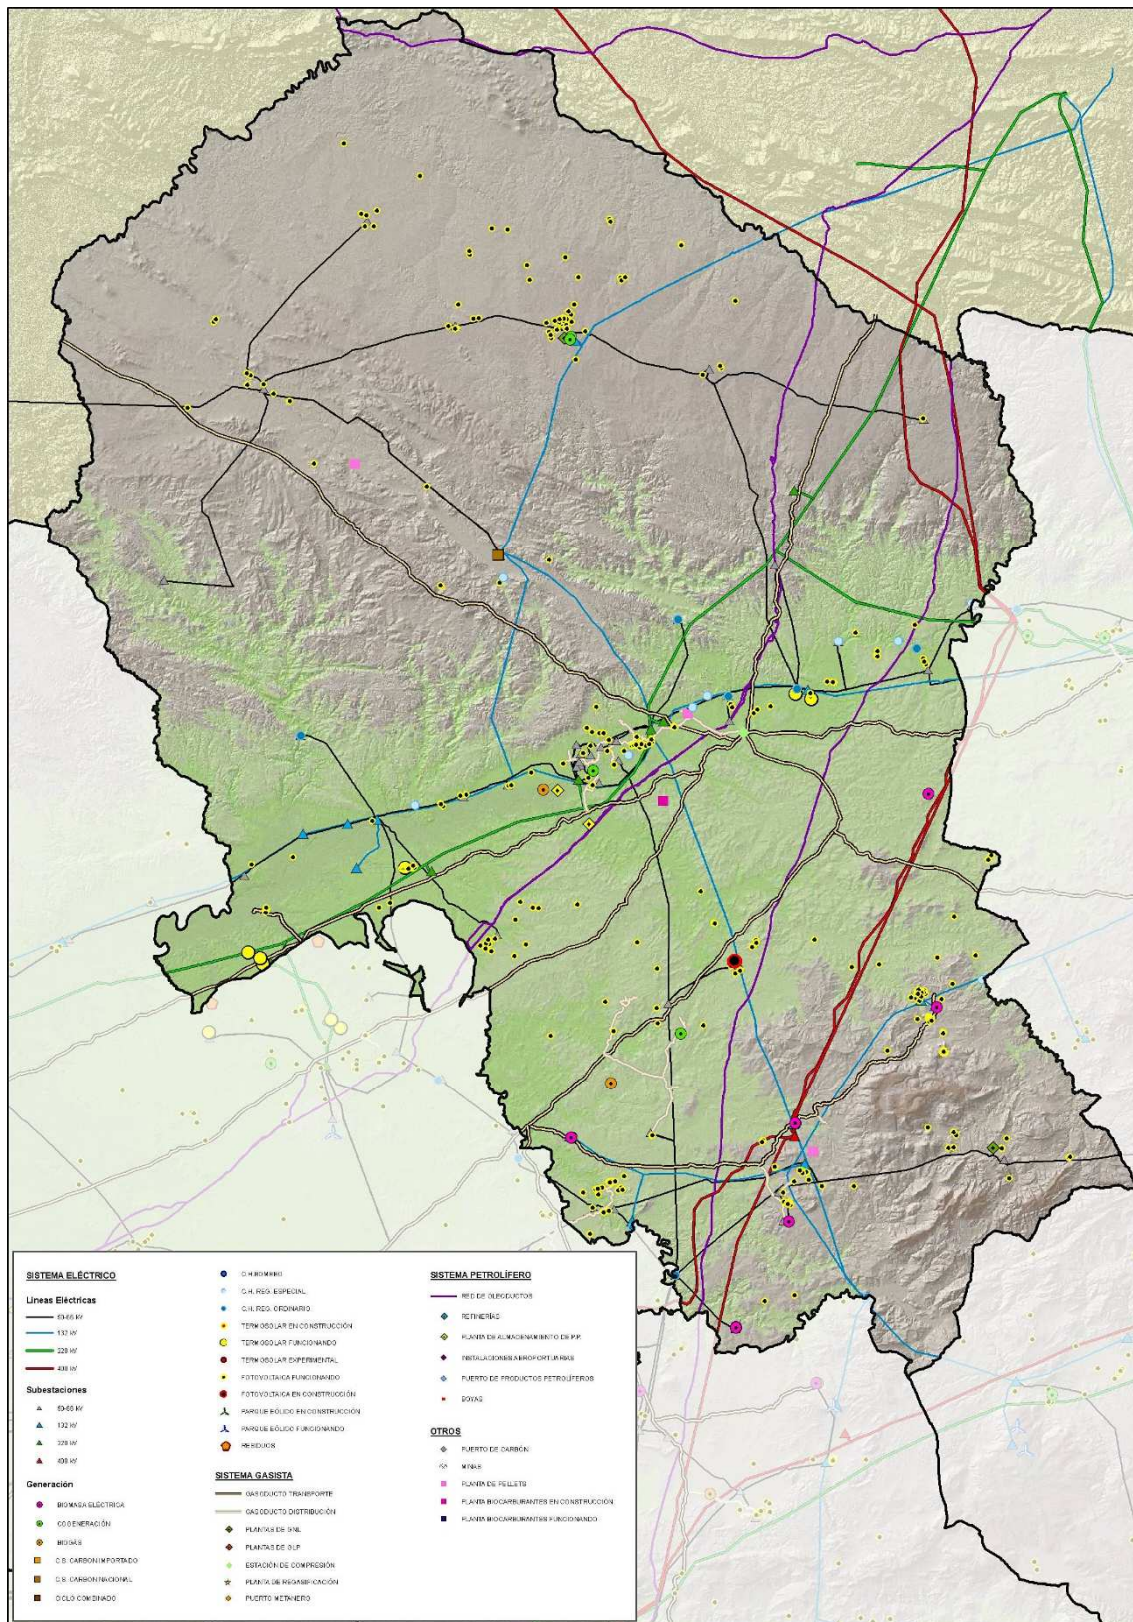 SISTEMA ELÉCTRICO
Lineas Eléctricas
50-66 kV
132 kV
220 kV
400 kV
Subestaciones
50-66 kV
132 kV
220 kV
400 kV
Generación
BIOMASA ELÉCTRICA
COGENERACIÓN
BIOGÁS
C.S. CARBON IMPORTADO
C.S. CARBON NACIONAL
CICLO COMBINADO
C.H.BOMBEO
C.H. REG. ESPECIAL
C.H. REG. ORDINARIO
TERMOSOLAR EN CONSTRUCCIÓN
TERMOSOLAR FUNCIONANDO
TERMOSOLAR EXPERIMENTAL
FOTOVOLTAICA FUNCIONANDO
FOTOVOLTAICA EN CONSTRUCCIÓN
PARQUE EÓLICO EN CONSTRUCCIÓN
PARQUE EÓLICO FUNCIONANDO
RESIDUOS
SISTEMA GASISTA
GASODUCTO TRANSPORTE
GASODUCTO DISTRIBUCIÓN
PLANTAS DE GNL
PLANTAS DE GLP
ESTACIÓN DE COMPRESIÓN
PLANTA DE REGASIFICACIÓN
PUERTO METANERO
SISTEMA PETROLÍFERO
RED DE OLEODUCTOS
REFINERÍAS
PLANTA DE ALMACENAMIENTO DE P.P.
INSTALACIONES AEROPORTUARIAS
PUERTO DE PRODUCTOS PETROLÍFEROS
BOYAS
OTROS
PUERTO DE CARBÓN
MINAS
PLANTA DE PELLETS
PLANTA BIOCARBURANTES EN CONSTRUCCIÓN
PLANTA BIOCARBURANTES FUNCIONANDO